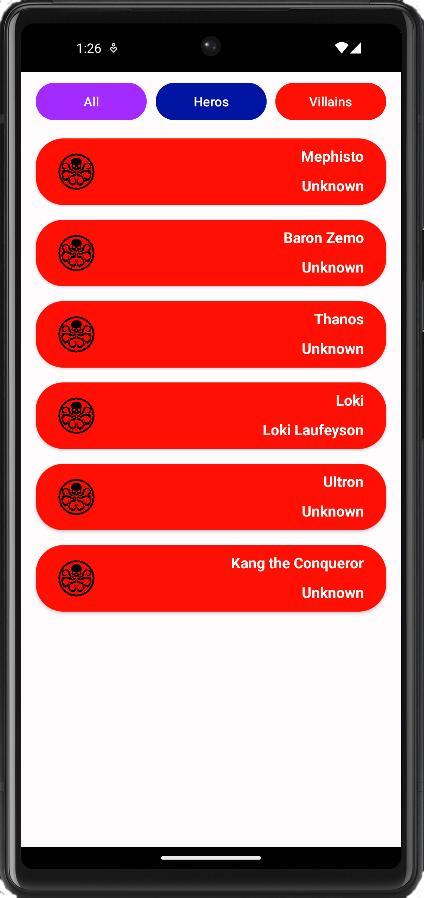 1:26
All
Heros
Villains
Mephisto
Unknown
Baron Zemo
Unknown
Thanos
Unknown
Loki
Loki Laufeyson
Ultron
Unknown
Kang the Conqueror
Unknown